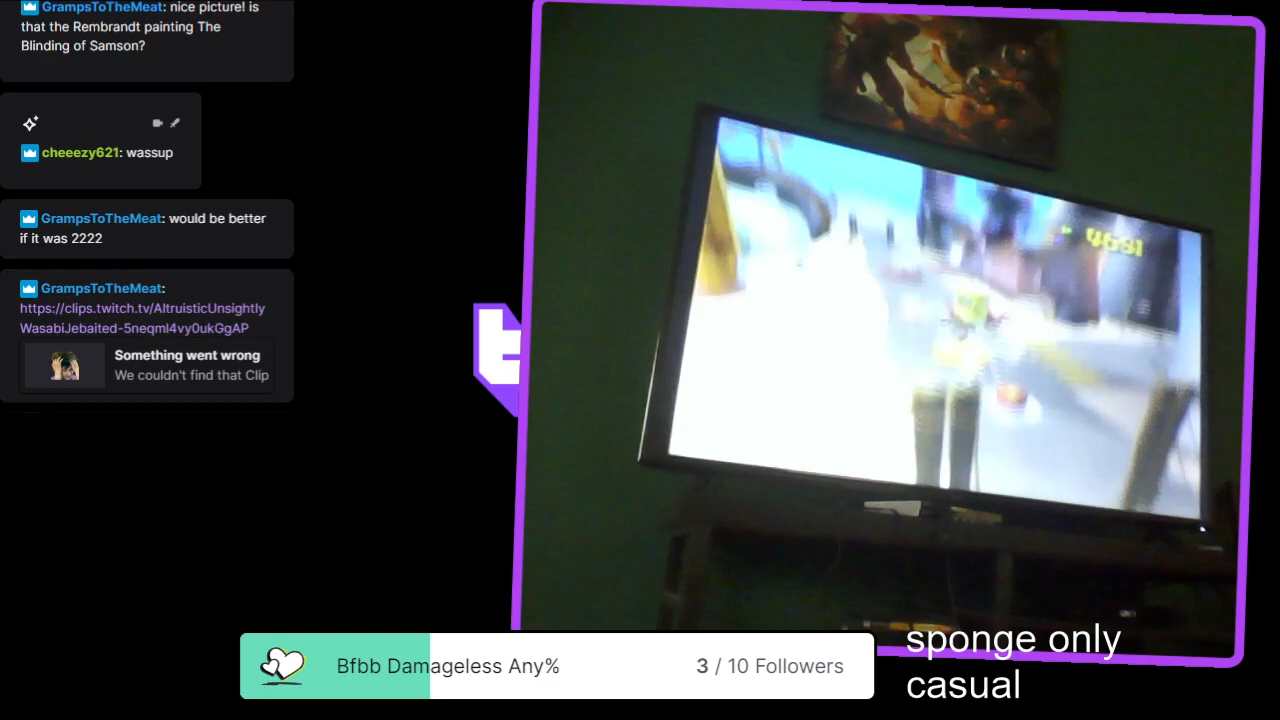 GrampsToTheMeat: nice picture! is
that the Rembrandt painting The
Blinding of Samson?
cheeezy621: wassup
GrampsToTheMeat: would be better
if it was 2222
GrampsToTheMeat:
https://clips.twitch.tv/AltruisticUnsightly
WasabiJebaited-5neqml4vy0ukGgAP
Something went wrong
We couldn't find that Clip
4681
Bfbb Damageless Any%
3 / 10 Followers
sponge only
casual